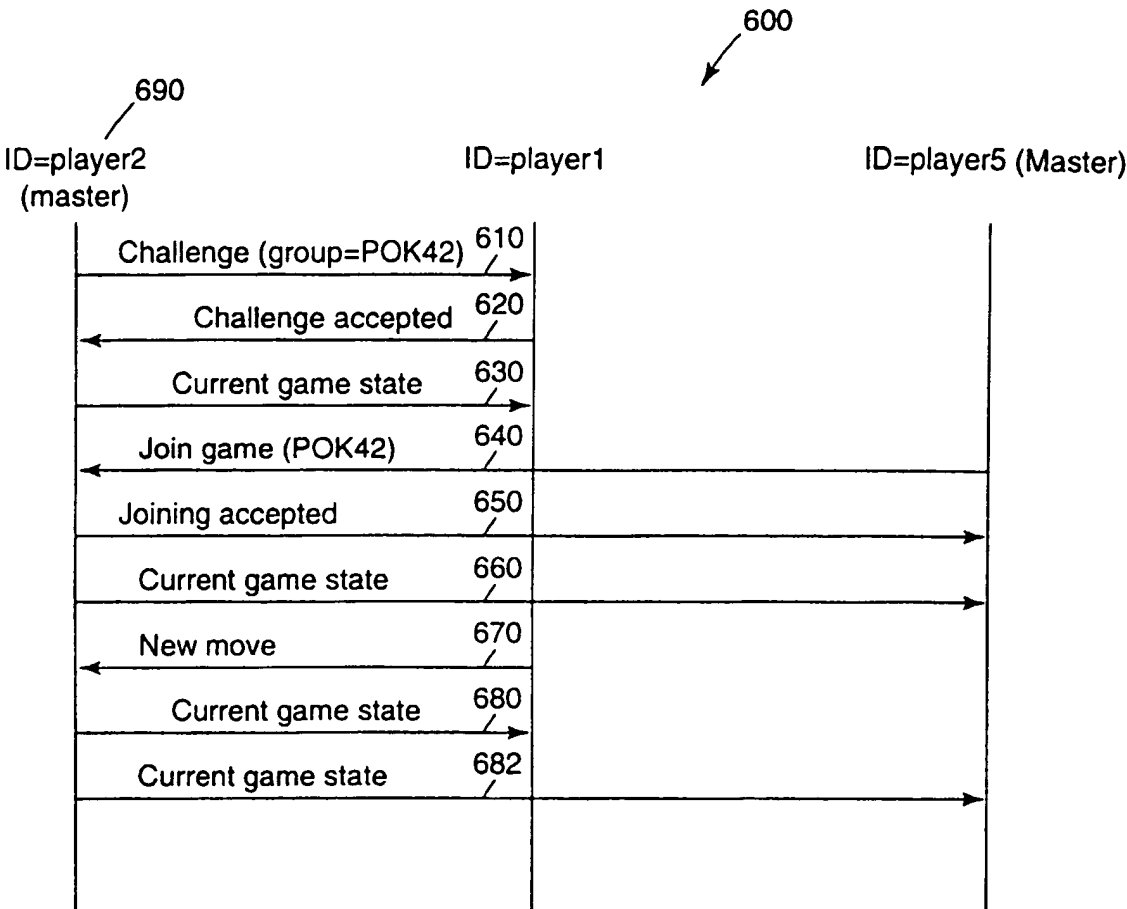 600
690
ID=player2
(master)
ID=player1
ID=player5 (Master)
Challenge (group=POK42)
610
Challenge accepted
620
Current game state
630
Join game (POK42)
640
Joining accepted
650
Current game state
660
New move
670
Current game state
680
Current game state
682